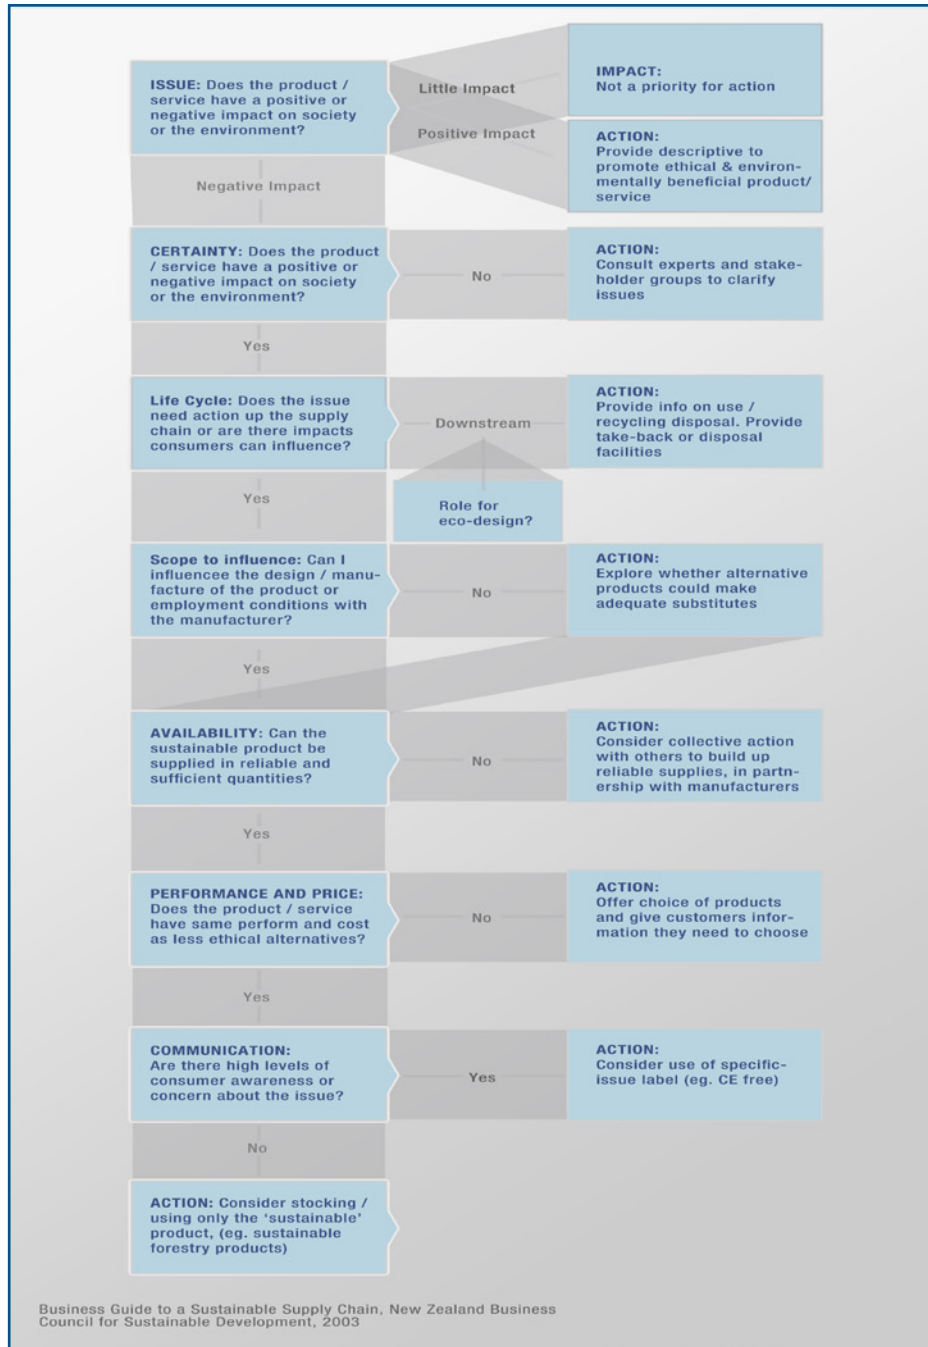 ISSUE: Does the product /
service have a positive or
negative impact on society
or the environment?
Little Impact
IMPACT:
Not a priority for action
Positive Impact
ACTION:
Provide descriptive to
promote ethical & environ-
mentally beneficial product/
service
Negative Impact
CERTAINTY: Does the product
/ service have a positive or
negative impact on society
or the environment?
No
ACTION:
Consult experts and stake-
holder groups to clarify
issues
Yes
Life Cycle: Does the issue
need action up the supply
chain or are there impacts
consumers can influence?
Downstream
ACTION:
Provide info on use /
recycling disposal. Provide
take-back or disposal
facilities
Yes
Role for
eco-design?
Scope to influence: Can I
influencee the design / manu-
facture of the product or
employment conditions with
the manufacturer?
No
ACTION:
Explore whether alternative
products could make
adequate substitutes
Yes
AVAILABILITY: Can the
sustainable product be
supplied in reliable and
sufficient quantities?
No
ACTION:
Consider collective action
with others to build up
reliable supplies, in partn-
ership with manufacturers
Yes
PERFORMANCE AND PRICE:
Does the product / service
have same perform and cost
as less ethical alternatives?
No
ACTION:
Offer choice of products
and give customers infor-
mation they need to choose
Yes
COMMUNICATION:
Are there high levels of
consumer awareness or
concern about the issue?
Yes
ACTION:
Consider use of specific-
issue label (eg. CE free)
No
ACTION: Consider stocking /
using only the ‘sustainable’
product, (eg. sustainable
forestry products)
Business Guide to a Sustainable Supply Chain, New Zealand Business
Council for Sustainable Development, 2003